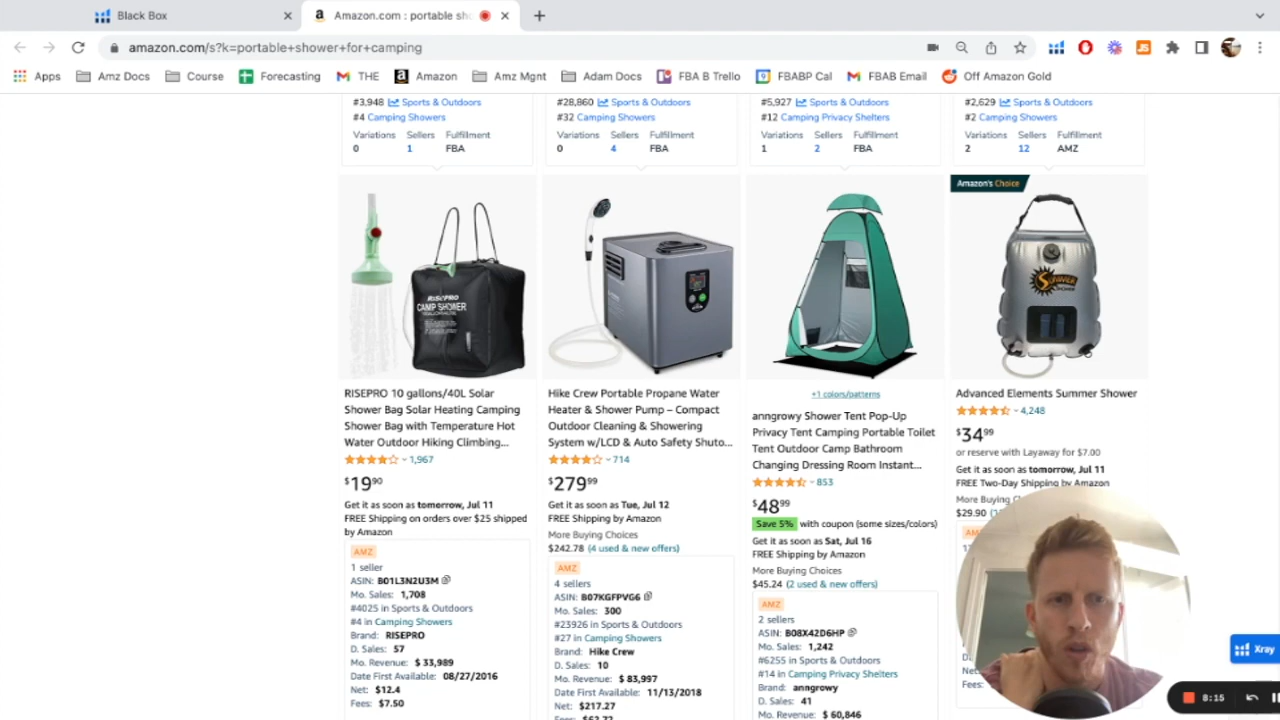 Black Box
Amazon.com : portable sho
amazon.com/s?k=portable+shower+for+camping
Apps
Amz Docs
Course
Forecasting
THE
Amazon
Amz Mgnt
Adam Docs
FBA B Trello
FBABP Cal
FBAB Email
Off Amazon Gold
#3,948 Sports & Outdoors
#4 Camping Showers
Variations Sellers Fulfillment
0 1 FBA
#28,860 Sports & Outdoors
#32 Camping Showers
Variations Sellers Fulfillment
0 4 FBA
#5,927 Sports & Outdoors
#12 Camping Privacy Shelters
Variations Sellers Fulfillment
1 2 FBA
#2,629 Sports & Outdoors
#2 Camping Showers
Variations Sellers Fulfillment
2 12 AMZ
RISEPRO
CAMP SHOWER
RISEPRO 10 gallons/40L Solar
Shower Bag Solar Heating Camping
Shower Bag with Temperature Hot
Water Outdoor Hiking Climbing...
1,967
$19.90
Get it as soon as tomorrow, Jul 11
FREE Shipping on orders over $25 shipped
by Amazon
AMZ
1 seller
ASIN: B01L3N2U3M
Mo. Sales: 1,708
#4025 in Sports & Outdoors
#4 in Camping Showers
Brand: RISEPRO
D. Sales: 57
Mo. Revenue: $ 33,989
Date First Available: 08/27/2016
Net: $12.4
Fees: $7.50
Hike Crew Portable Propane Water
Heater & Shower Pump – Compact
Outdoor Cleaning & Showering
System w/LCD & Auto Safety Shuto...
714
$279.99
Get it as soon as Tue, Jul 12
FREE Shipping by Amazon
More Buying Choices
$242.78 (4 used & new offers)
AMZ
4 sellers
ASIN: B07KGFPVG6
Mo. Sales: 300
#23926 in Sports & Outdoors
#27 in Camping Showers
Brand: Hike Crew
D. Sales: 10
Mo. Revenue: $ 83,997
Date First Available: 11/13/2018
Net: $217.27
Fees: $62.72
+1 colors/patterns
anngrowy Shower Tent Pop-Up
Privacy Tent Camping Portable Toilet
Tent Outdoor Camp Bathroom
Changing Dressing Room Instant...
853
$48.99
Save 5% with coupon (some sizes/colors)
Get it as soon as Sat, Jul 16
FREE Shipping by Amazon
More Buying Choices
$45.24 (2 used & new offers)
AMZ
2 sellers
ASIN: B08X42D6HP
Mo. Sales: 1,242
#6255 in Sports & Outdoors
#14 in Camping Privacy Shelters
Brand: anngrowy
D. Sales: 41
Mo. Revenue: $ 60,846
Amazon's Choice
Summer
SHOWER
Advanced Elements Summer Shower
4,248
$34.99
or reserve with Layaway for $7.00
Get it as soon as tomorrow, Jul 11
FREE Two-Day Shipping by Amazon
More Buying
$29.90
Fees:
Xray
8:15